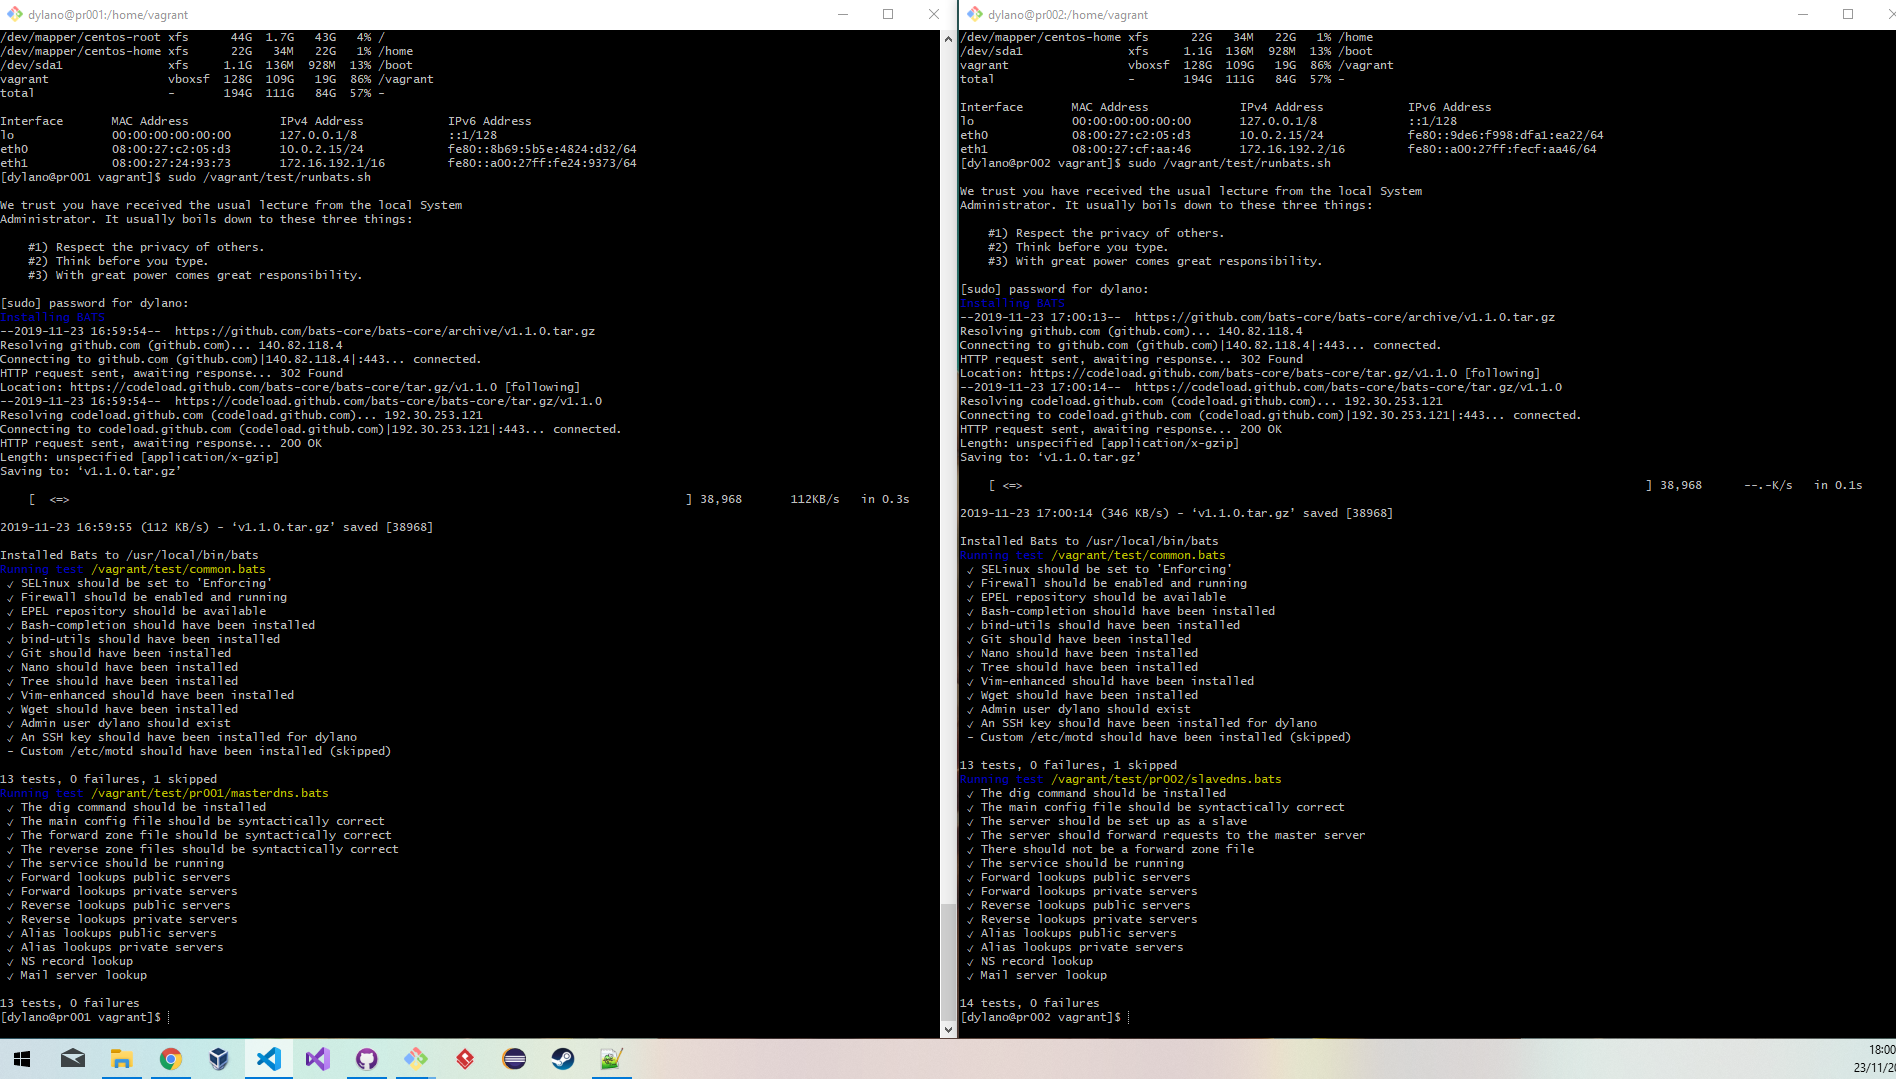 dylano@pr001:/home/vagrant
/dev/mapper/centos-root xfs      44G  1.7G   43G   4% /
/dev/mapper/centos-home xfs      22G   34M   22G   1% /home
/dev/sda1               xfs     1.1G  136M  928M  13% /boot
vagrant                 vboxsf  128G  109G   19G  86% /vagrant
total                   -       194G  111G   84G  57% -
Interface       MAC Address             IPv4 Address            IPv6 Address
lo              00:00:00:00:00:00       127.0.0.1/8             ::1/128
eth0            08:00:27:c2:05:d3       10.0.2.15/24            fe80::8b69:5b5e:4824:d32/64
eth1            08:00:27:24:93:73       172.16.192.1/16         fe80::a00:27ff:fe24:9373/64
[dylano@pr001 vagrant]$ sudo /vagrant/test/runbats.sh
We trust you have received the usual lecture from the local System
Administrator. It usually boils down to these three things:
#1) Respect the privacy of others.
#2) Think before you type.
#3) With great power comes great responsibility.
[sudo] password for dylano:
Installing BATS
--2019-11-23 16:59:54--  https://github.com/bats-core/bats-core/archive/v1.1.0.tar.gz
Resolving github.com (github.com)... 140.82.118.4
Connecting to github.com (github.com)|140.82.118.4|:443... connected.
HTTP request sent, awaiting response... 302 Found
Location: https://codeload.github.com/bats-core/bats-core/tar.gz/v1.1.0 [following]
--2019-11-23 16:59:54--  https://codeload.github.com/bats-core/bats-core/tar.gz/v1.1.0
Resolving codeload.github.com (codeload.github.com)... 192.30.253.121
Connecting to codeload.github.com (codeload.github.com)|192.30.253.121|:443... connected.
HTTP request sent, awaiting response... 200 OK
Length: unspecified [application/x-gzip]
Saving to: ‘v1.1.0.tar.gz’
[  <=> ] 38,968       112KB/s   in 0.3s
2019-11-23 16:59:55 (112 KB/s) - ‘v1.1.0.tar.gz’ saved [38968]
Installed Bats to /usr/local/bin/bats
Running test /vagrant/test/common.bats
✓ SELinux should be set to 'Enforcing'
✓ Firewall should be enabled and running
✓ EPEL repository should be available
✓ Bash-completion should have been installed
✓ bind-utils should have been installed
✓ Git should have been installed
✓ Nano should have been installed
✓ Tree should have been installed
✓ Vim-enhanced should have been installed
✓ Wget should have been installed
✓ Admin user dylano should exist
✓ An SSH key should have been installed for dylano
- Custom /etc/motd should have been installed (skipped)
13 tests, 0 failures, 1 skipped
Running test /vagrant/test/pr001/masterdns.bats
✓ The dig command should be installed
✓ The main config file should be syntactically correct
✓ The forward zone file should be syntactically correct
✓ The reverse zone files should be syntactically correct
✓ The service should be running
✓ Forward lookups public servers
✓ Forward lookups private servers
✓ Reverse lookups public servers
✓ Reverse lookups private servers
✓ Alias lookups public servers
✓ Alias lookups private servers
✓ NS record lookup
✓ Mail server lookup
13 tests, 0 failures
[dylano@pr001 vagrant]$
dylano@pr002:/home/vagrant
/dev/mapper/centos-home xfs      22G   34M   22G   1% /home
/dev/sda1               xfs     1.1G  136M  928M  13% /boot
vagrant                 vboxsf  128G  109G   19G  86% /vagrant
total                   -       194G  111G   84G  57% -
Interface       MAC Address             IPv4 Address            IPv6 Address
lo              00:00:00:00:00:00       127.0.0.1/8             ::1/128
eth0            08:00:27:c2:05:d3       10.0.2.15/24            fe80::9de6:f998:dfa1:ea22/64
eth1            08:00:27:cf:aa:46       172.16.192.2/16         fe80::a00:27ff:fecf:aa46/64
[dylano@pr002 vagrant]$ sudo /vagrant/test/runbats.sh
We trust you have received the usual lecture from the local System
Administrator. It usually boils down to these three things:
#1) Respect the privacy of others.
#2) Think before you type.
#3) With great power comes great responsibility.
[sudo] password for dylano:
Installing BATS
--2019-11-23 17:00:13--  https://github.com/bats-core/bats-core/archive/v1.1.0.tar.gz
Resolving github.com (github.com)... 140.82.118.4
Connecting to github.com (github.com)|140.82.118.4|:443... connected.
HTTP request sent, awaiting response... 302 Found
Location: https://codeload.github.com/bats-core/bats-core/tar.gz/v1.1.0 [following]
--2019-11-23 17:00:14--  https://codeload.github.com/bats-core/bats-core/tar.gz/v1.1.0
Resolving codeload.github.com (codeload.github.com)... 192.30.253.121
Connecting to codeload.github.com (codeload.github.com)|192.30.253.121|:443... connected.
HTTP request sent, awaiting response... 200 OK
Length: unspecified [application/x-gzip]
Saving to: ‘v1.1.0.tar.gz’
[ <=> ] 38,968      --.-K/s   in 0.1s
2019-11-23 17:00:14 (346 KB/s) - ‘v1.1.0.tar.gz’ saved [38968]
Installed Bats to /usr/local/bin/bats
Running test /vagrant/test/common.bats
✓ SELinux should be set to 'Enforcing'
✓ Firewall should be enabled and running
✓ EPEL repository should be available
✓ Bash-completion should have been installed
✓ bind-utils should have been installed
✓ Git should have been installed
✓ Nano should have been installed
✓ Tree should have been installed
✓ Vim-enhanced should have been installed
✓ Wget should have been installed
✓ Admin user dylano should exist
✓ An SSH key should have been installed for dylano
- Custom /etc/motd should have been installed (skipped)
13 tests, 0 failures, 1 skipped
Running test /vagrant/test/pr002/slavedns.bats
✓ The dig command should be installed
✓ The main config file should be syntactically correct
✓ The server should be set up as a slave
✓ The server should forward requests to the master server
✓ There should not be a forward zone file
✓ The service should be running
✓ Forward lookups public servers
✓ Forward lookups private servers
✓ Reverse lookups public servers
✓ Reverse lookups private servers
✓ Alias lookups public servers
✓ Alias lookups private servers
✓ NS record lookup
✓ Mail server lookup
14 tests, 0 failures
[dylano@pr002 vagrant]$
18:00
23/11/20